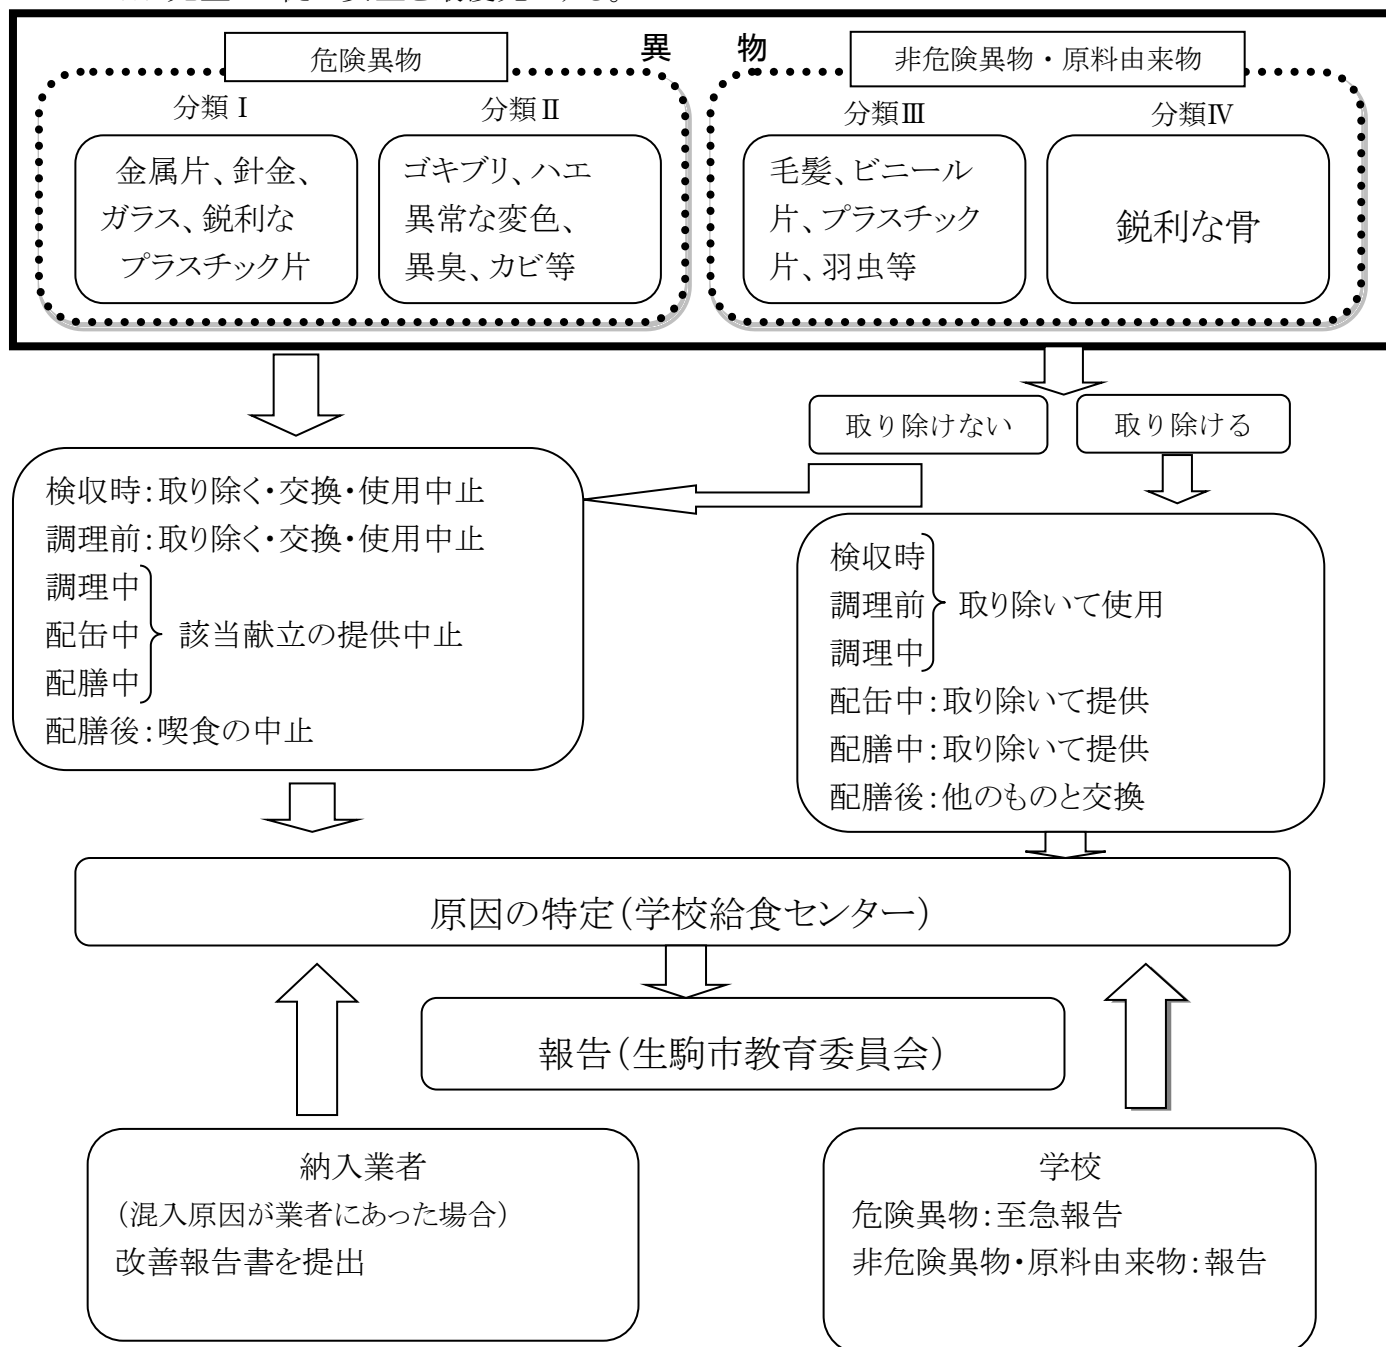 異 物
危険異物
非危険異物・原料由来物
分類Ⅰ
分類Ⅱ
分類Ⅲ
分類Ⅳ
金属片、針金、
ガラス、鋭利な
プラスチック片
ゴキブリ、ハエ
異常な変色、
異臭、カビ等
毛髪、ビニール
片、プラスチック
片、羽虫等
鋭利な骨
取り除けない
取り除ける
検収時:取り除く・交換・使用中止
調理前:取り除く・交換・使用中止
調理中
配缶中
配膳中
該当献立の提供中止
配膳後:喫食の中止
検収時
調理前
調理中
取り除いて使用
配缶中:取り除いて提供
配膳中:取り除いて提供
配膳後:他のものと交換
原因の特定(学校給食センター)
報告(生駒市教育委員会)
納入業者
(混入原因が業者にあった場合)
改善報告書を提出
学校
危険異物:至急報告
非危険異物・原料由来物:報告